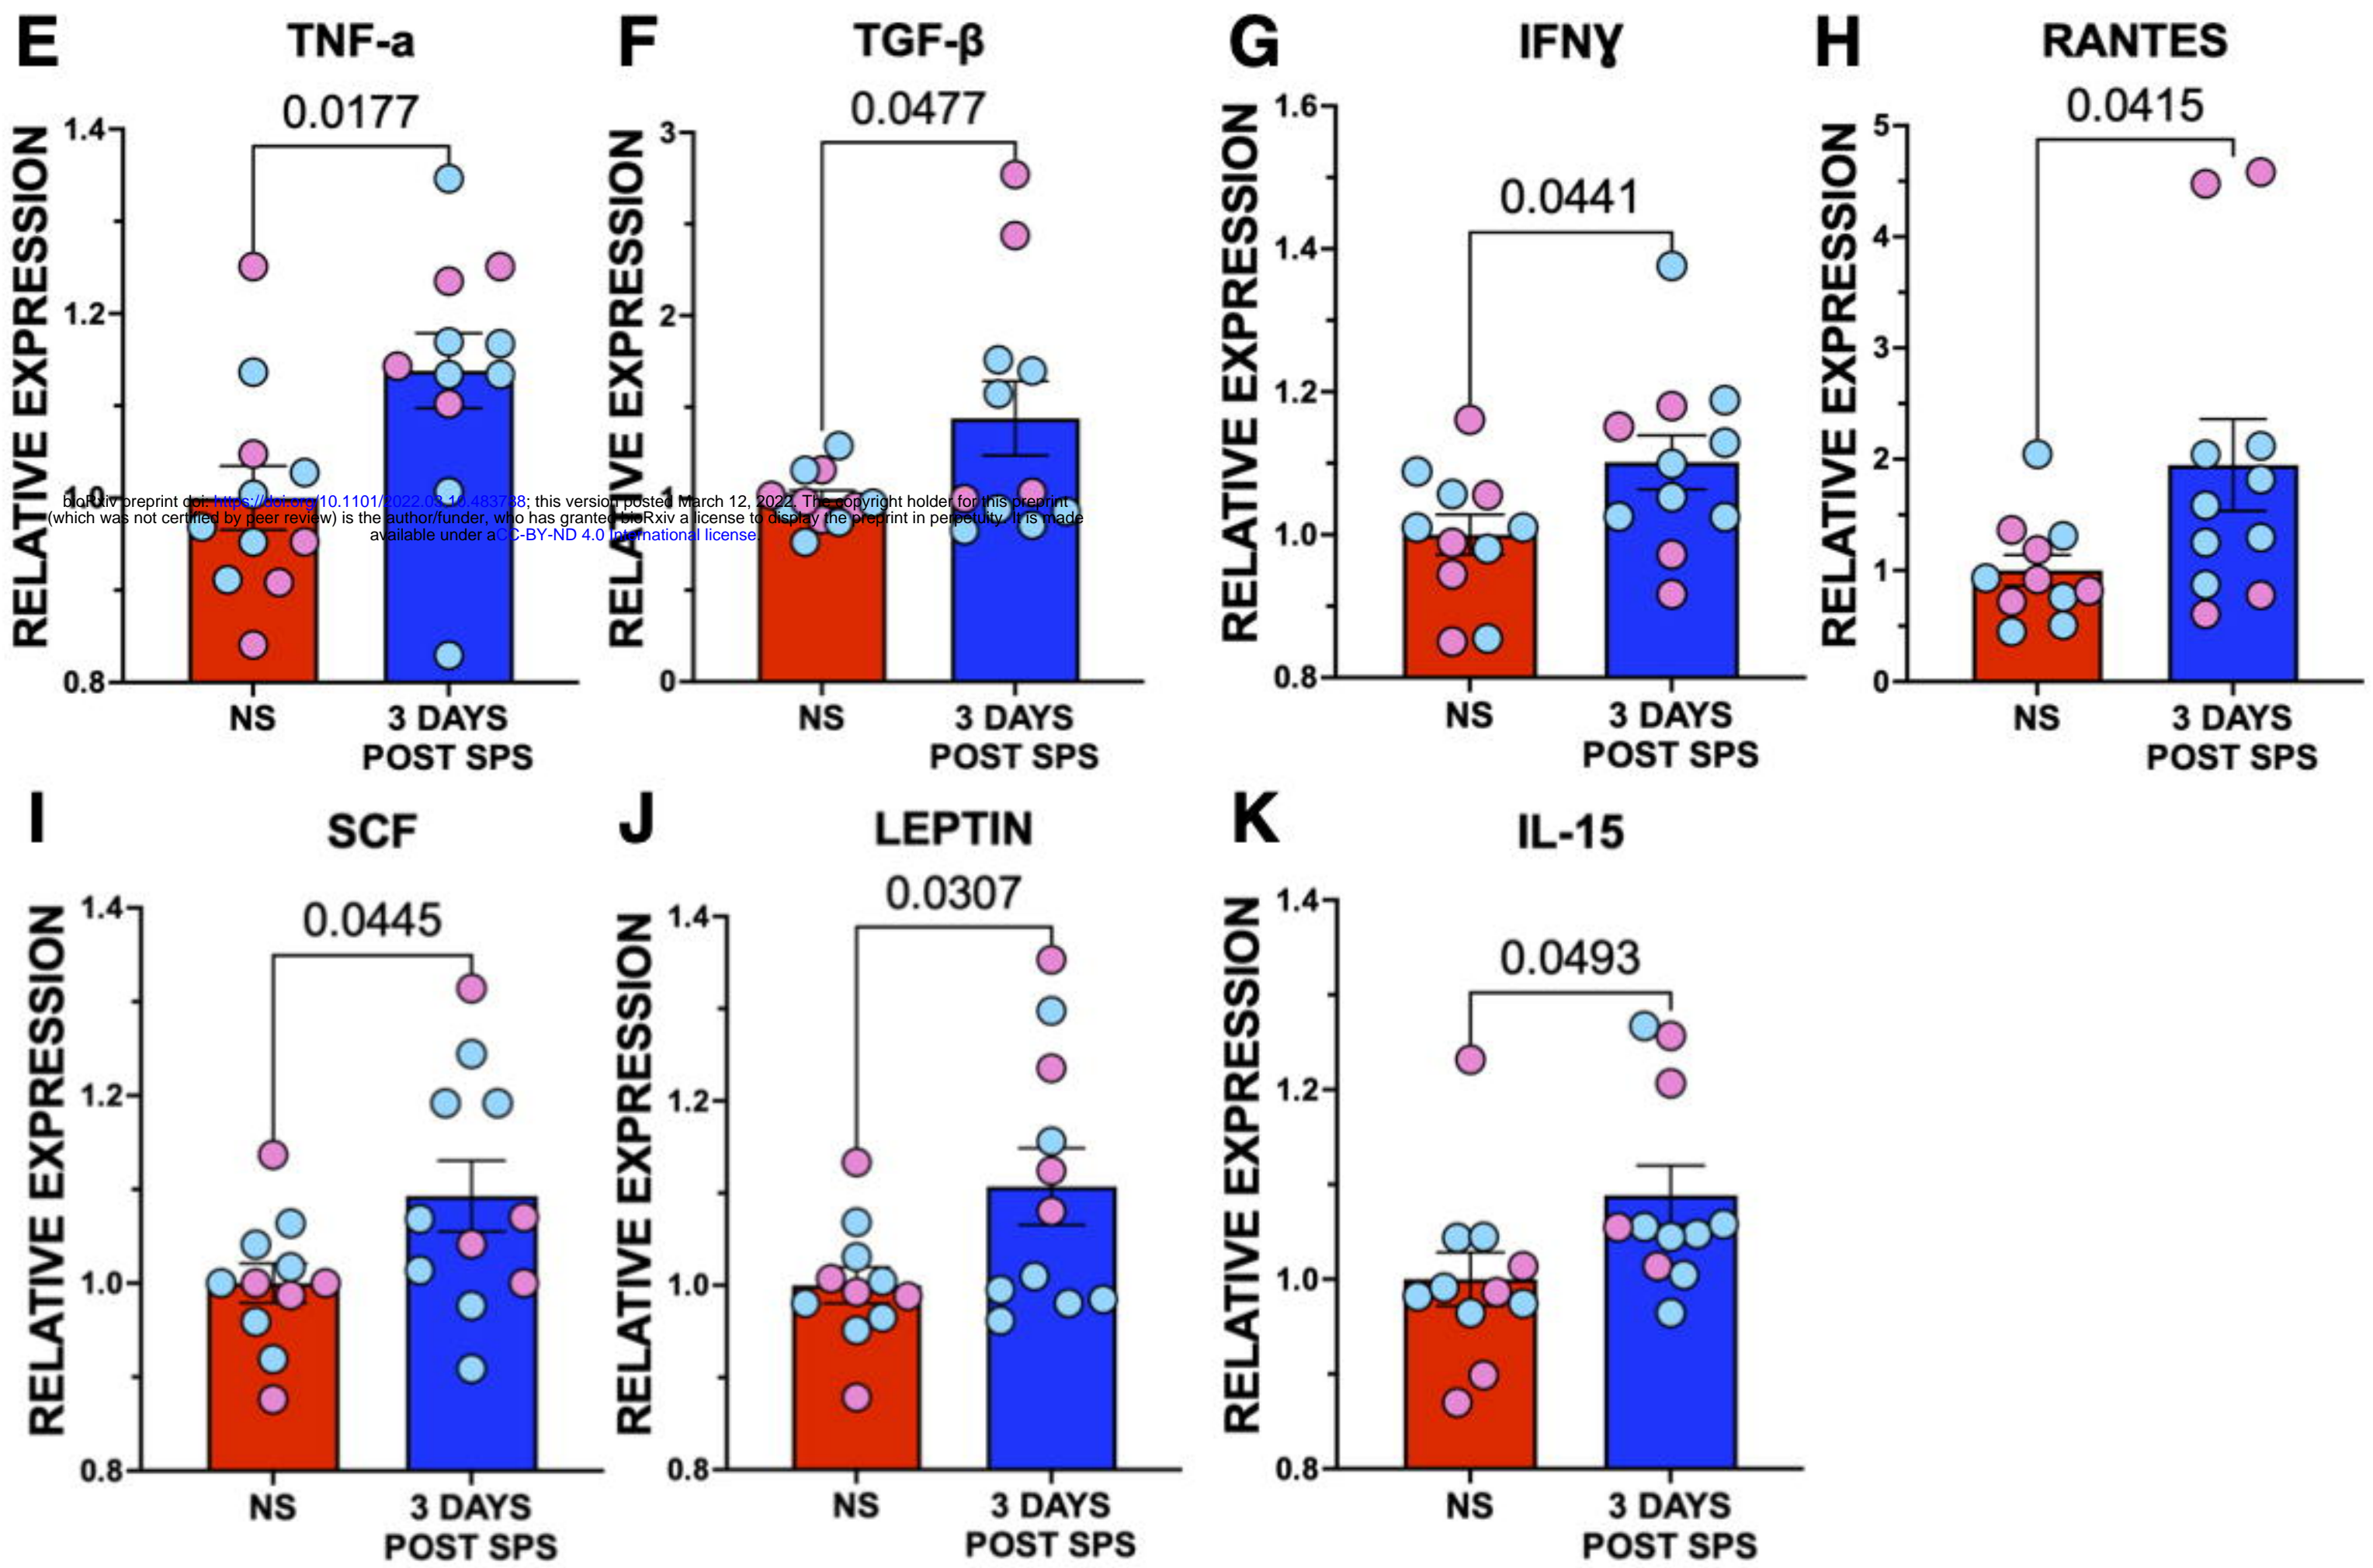 E TNF-a
0.0177
RELATIVE EXPRESSION
1.4
1.2
1.0
0.8
NS
3 DAYS
POST SPS
F TGF-β
0.0477
RELATIVE EXPRESSION
3
2
1
0
NS
3 DAYS
POST SPS
G IFNɣ
0.0441
RELATIVE EXPRESSION
1.6
1.4
1.2
1.0
0.8
NS
3 DAYS
POST SPS
H RANTES
0.0415
RELATIVE EXPRESSION
5
4
3
2
1
0
NS
3 DAYS
POST SPS
bioRxiv preprint doi: https://doi.org/10.1101/2022.03.10.483788; this version posted March 12, 2022. The copyright holder for this preprint
(which was not certified by peer review) is the author/funder, who has granted bioRxiv a license to display the preprint in perpetuity. It is made
available under aCC-BY-ND 4.0 International license.
I SCF
0.0445
RELATIVE EXPRESSION
1.4
1.2
1.0
0.8
NS
3 DAYS
POST SPS
J LEPTIN
0.0307
RELATIVE EXPRESSION
1.4
1.2
1.0
0.8
NS
3 DAYS
POST SPS
K IL-15
0.0493
RELATIVE EXPRESSION
1.4
1.2
1.0
0.8
NS
3 DAYS
POST SPS